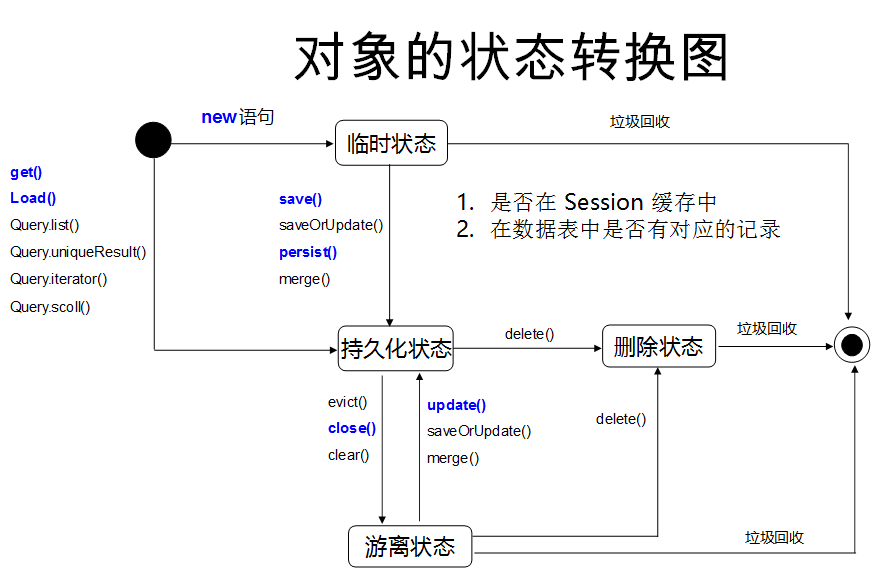 对象的状态转换图
new语句
临时状态
垃圾回收
get()
Load()
Query.list()
Query.uniqueResult()
Query.iterator()
Query.scoll()
save()
saveOrUpdate()
persist()
merge()
1. 是否在 Session 缓存中
2. 在数据表中是否有对应的记录
持久化状态
delete()
删除状态
垃圾回收
evict()
close()
clear()
update()
saveOrUpdate()
merge()
delete()
游离状态
垃圾回收